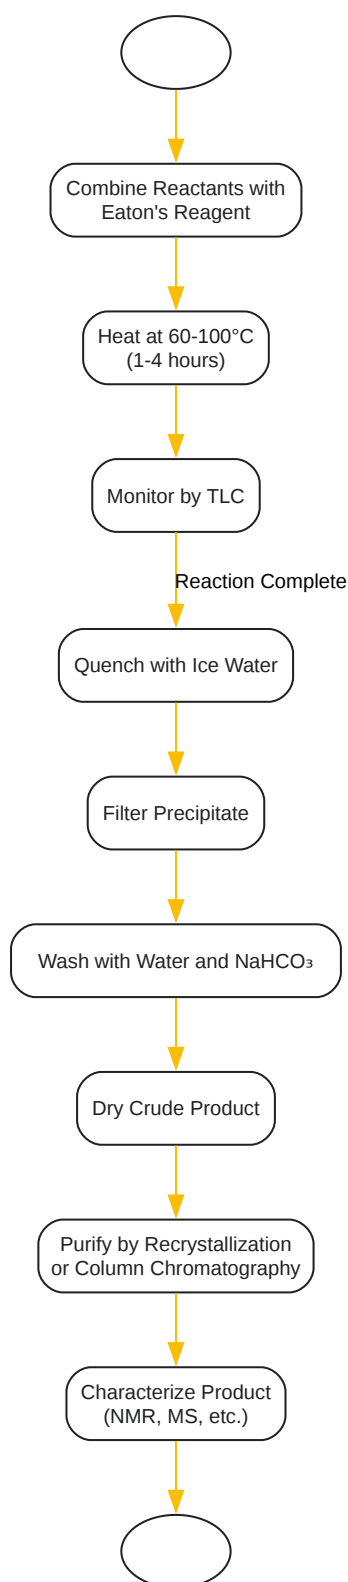 Combine Reactants with
Eaton's Reagent
Heat at 60-100°C
(1-4 hours)
Monitor by TLC
Reaction Complete
Quench with Ice Water
Filter Precipitate
Wash with Water and NaHCO₃
Dry Crude Product
Purify by Recrystallization
or Column Chromatography
Characterize Product
(NMR, MS, etc.)